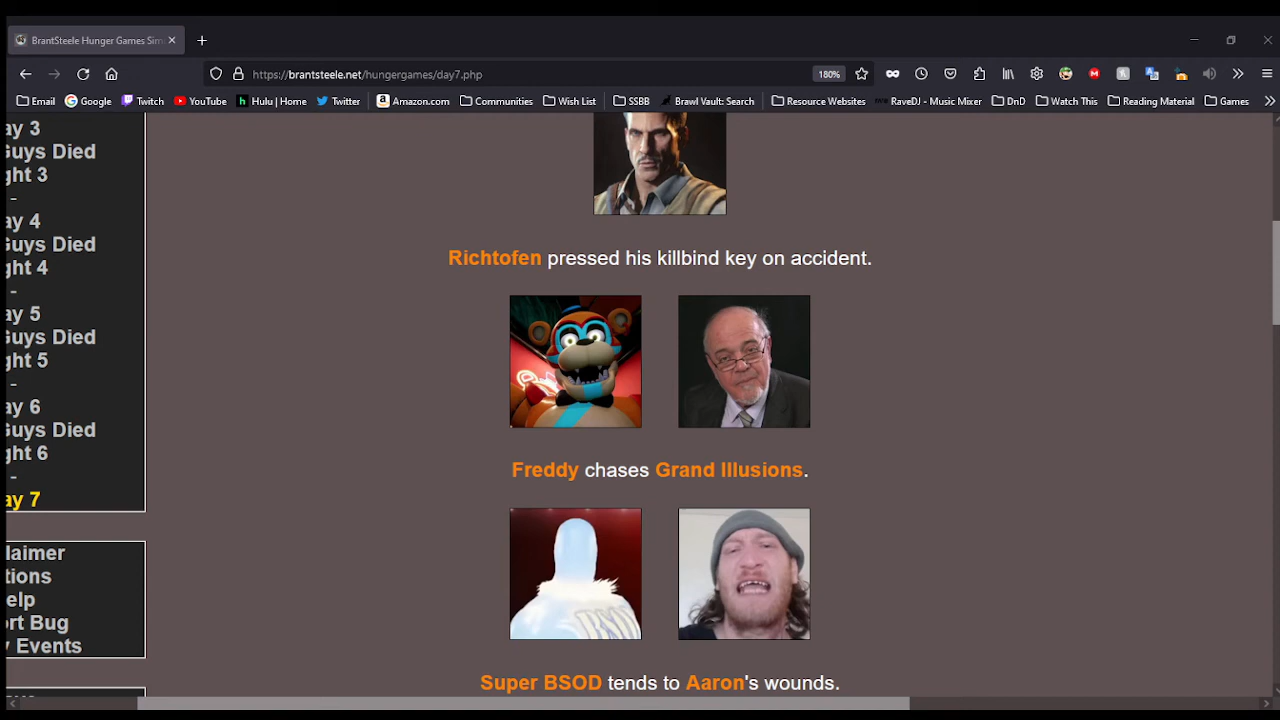 BrantSteele Hunger Games Sim
https://brantsteele.net/hungergames/day7.php
180%
Email
Google
Twitch
YouTube
Hulu | Home
Twitter
Amazon.com
Communities
Wish List
SSBB
Brawl Vault: Search
Resource Websites
RaveDJ - Music Mixer
DnD
Watch This
Reading Material
Games
ay 3
Guys Died
ght 3
-
ay 4
Guys Died
ght 4
-
ay 5
Guys Died
ght 5
-
ay 6
Guys Died
ght 6
-
ay 7
laimer
tions
elp
ort Bug
y Events
Richtofen pressed his killbind key on accident.
Freddy chases Grand Illusions.
BSD
Super BSOD tends to Aaron's wounds.